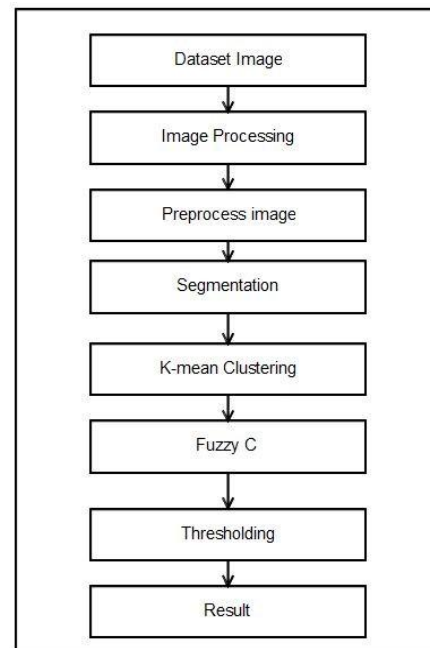 Dataset Image
Image Processing
Preprocess image
Segmentation
K-mean Clustering
Fuzzy C
Thresholding
Result